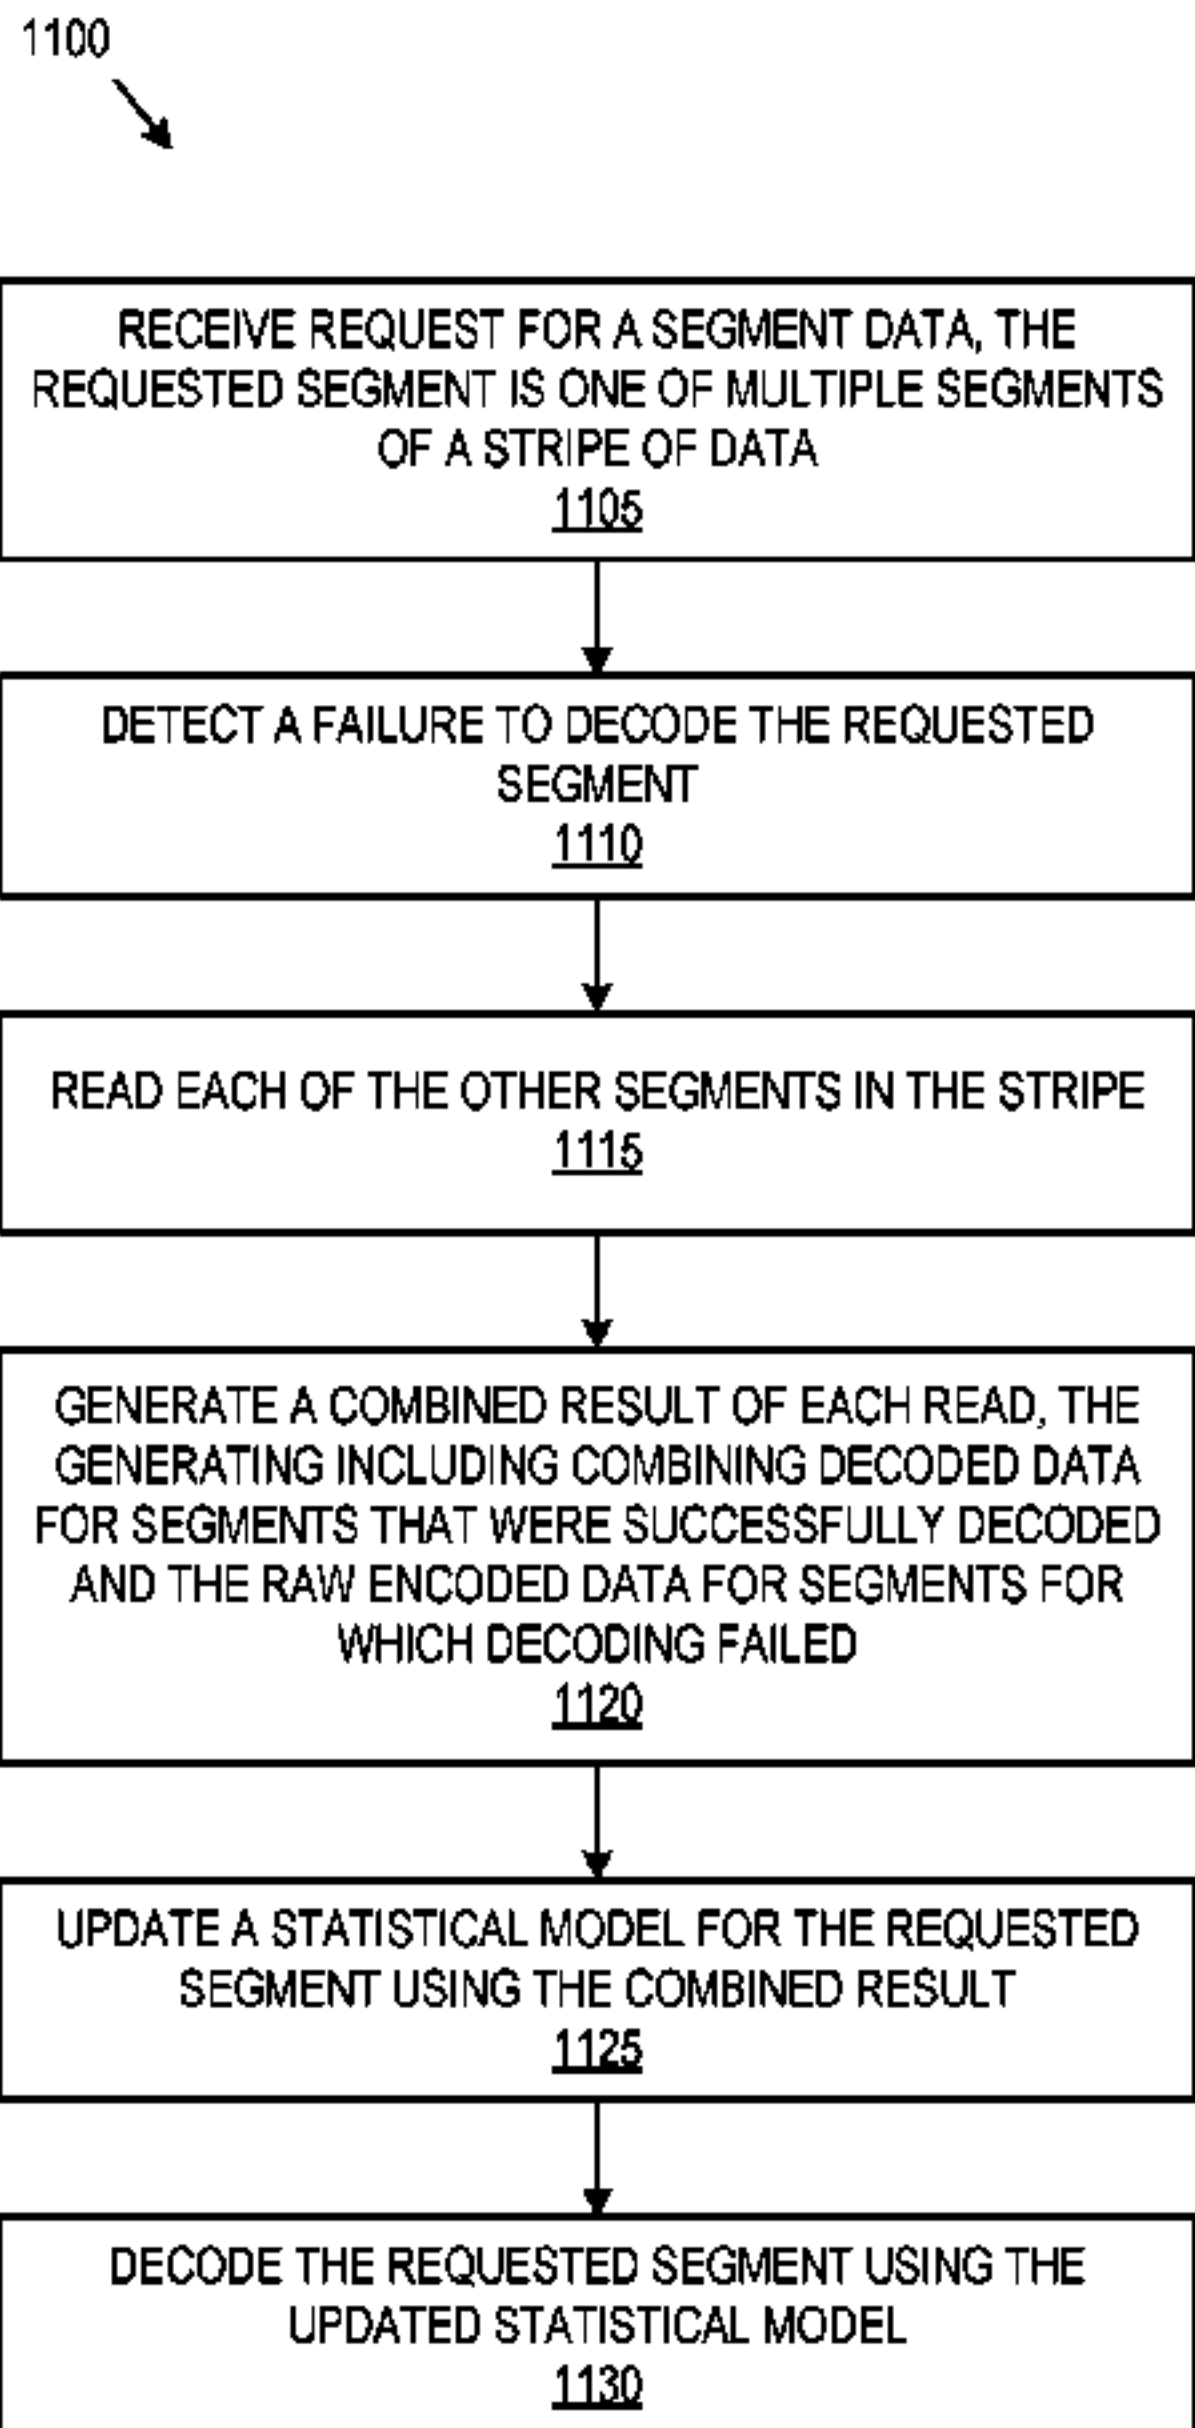 1100
RECEIVE REQUEST FOR A SEGMENT DATA, THE
REQUESTED SEGMENT IS ONE OF MULTIPLE SEGMENTS
OF A STRIPE OF DATA
1105
DETECT A FAILURE TO DECODE THE REQUESTED
SEGMENT
1110
READ EACH OF THE OTHER SEGMENTS IN THE STRIPE
1115
GENERATE A COMBINED RESULT OF EACH READ, THE
GENERATING INCLUDING COMBINING DECODED DATA
FOR SEGMENTS THAT WERE SUCCESSFULLY DECODED
AND THE RAW ENCODED DATA FOR SEGMENTS FOR
WHICH DECODING FAILED
1120
UPDATE A STATISTICAL MODEL FOR THE REQUESTED
SEGMENT USING THE COMBINED RESULT
1125
DECODE THE REQUESTED SEGMENT USING THE
UPDATED STATISTICAL MODEL
1130